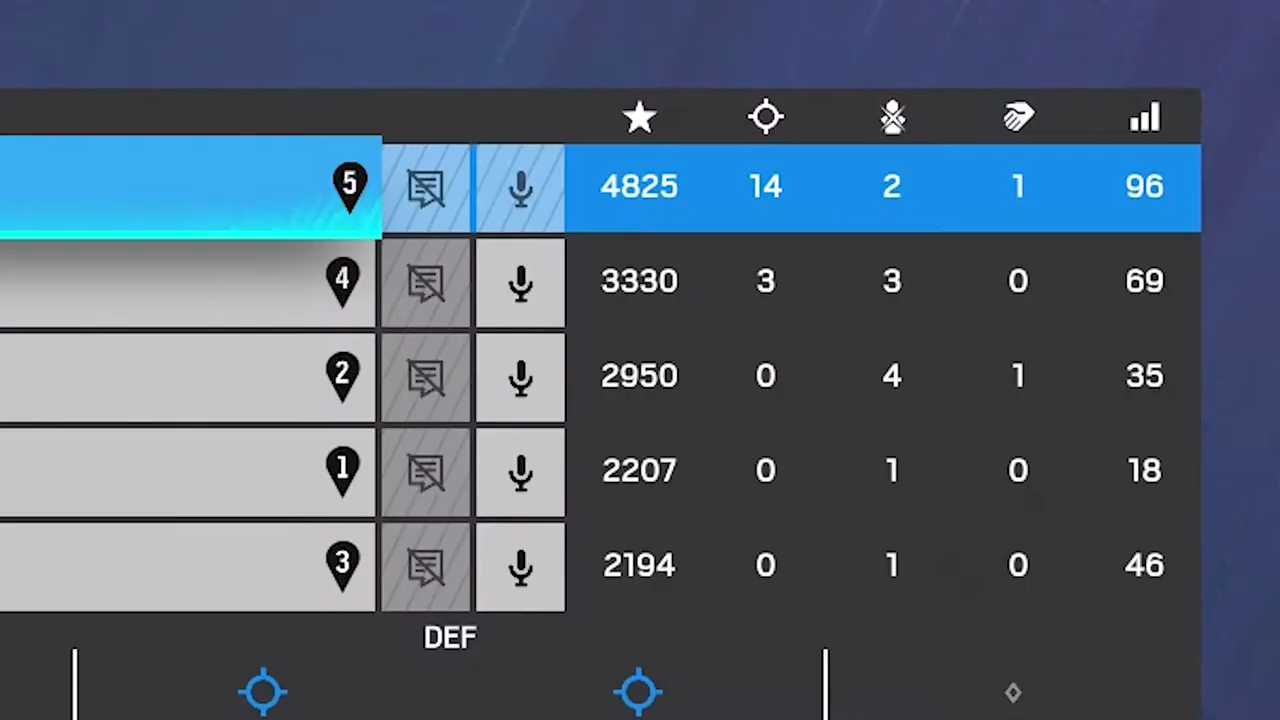 5 4825 14 2 1 96
4 3330 3 3 0 69
2 2950 0 4 1 35
1 2207 0 1 0 18
3 2194 0 1 0 46
DEF